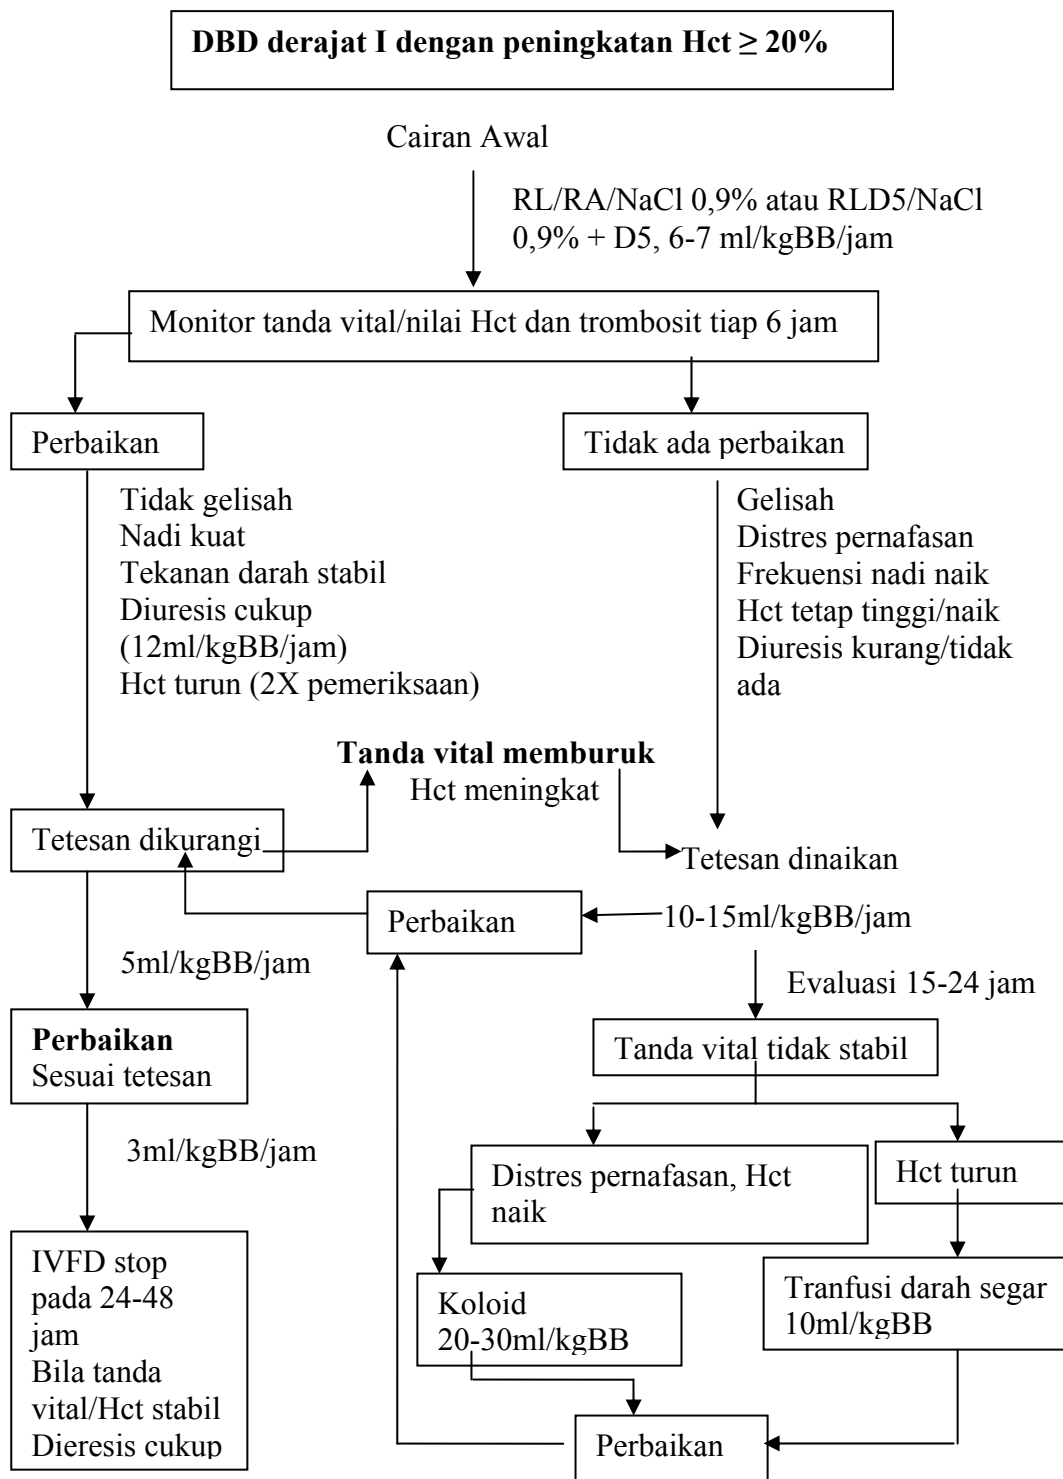 DBD derajat I dengan peningkatan Hct ≥ 20%
Cairan Awal
RL/RA/NaCl 0,9% atau RLD5/NaCl
0,9% + D5, 6-7 ml/kgBB/jam
Monitor tanda vital/nilai Hct dan trombosit tiap 6 jam
Perbaikan
Tidak ada perbaikan
Tidak gelisah
Nadi kuat
Tekanan darah stabil
Diuresis cukup
(12ml/kgBB/jam)
Hct turun (2X pemeriksaan)
Gelisah
Distres pernafasan
Frekuensi nadi naik
Hct tetap tinggi/naik
Diuresis kurang/tidak
ada
Tanda vital memburuk
Hct meningkat
Tetesan dikurangi
Tetesan dinaikan
Perbaikan
10-15ml/kgBB/jam
5ml/kgBB/jam
Evaluasi 15-24 jam
Perbaikan
Sesuai tetesan
Tanda vital tidak stabil
3ml/kgBB/jam
Distres pernafasan, Hct
naik
Hct turun
IVFD stop
pada 24-48
jam
Bila tanda
vital/Hct stabil
Dieresis cukup
Koloid
20-30ml/kgBB
Tranfusi darah segar
10ml/kgBB
Perbaikan